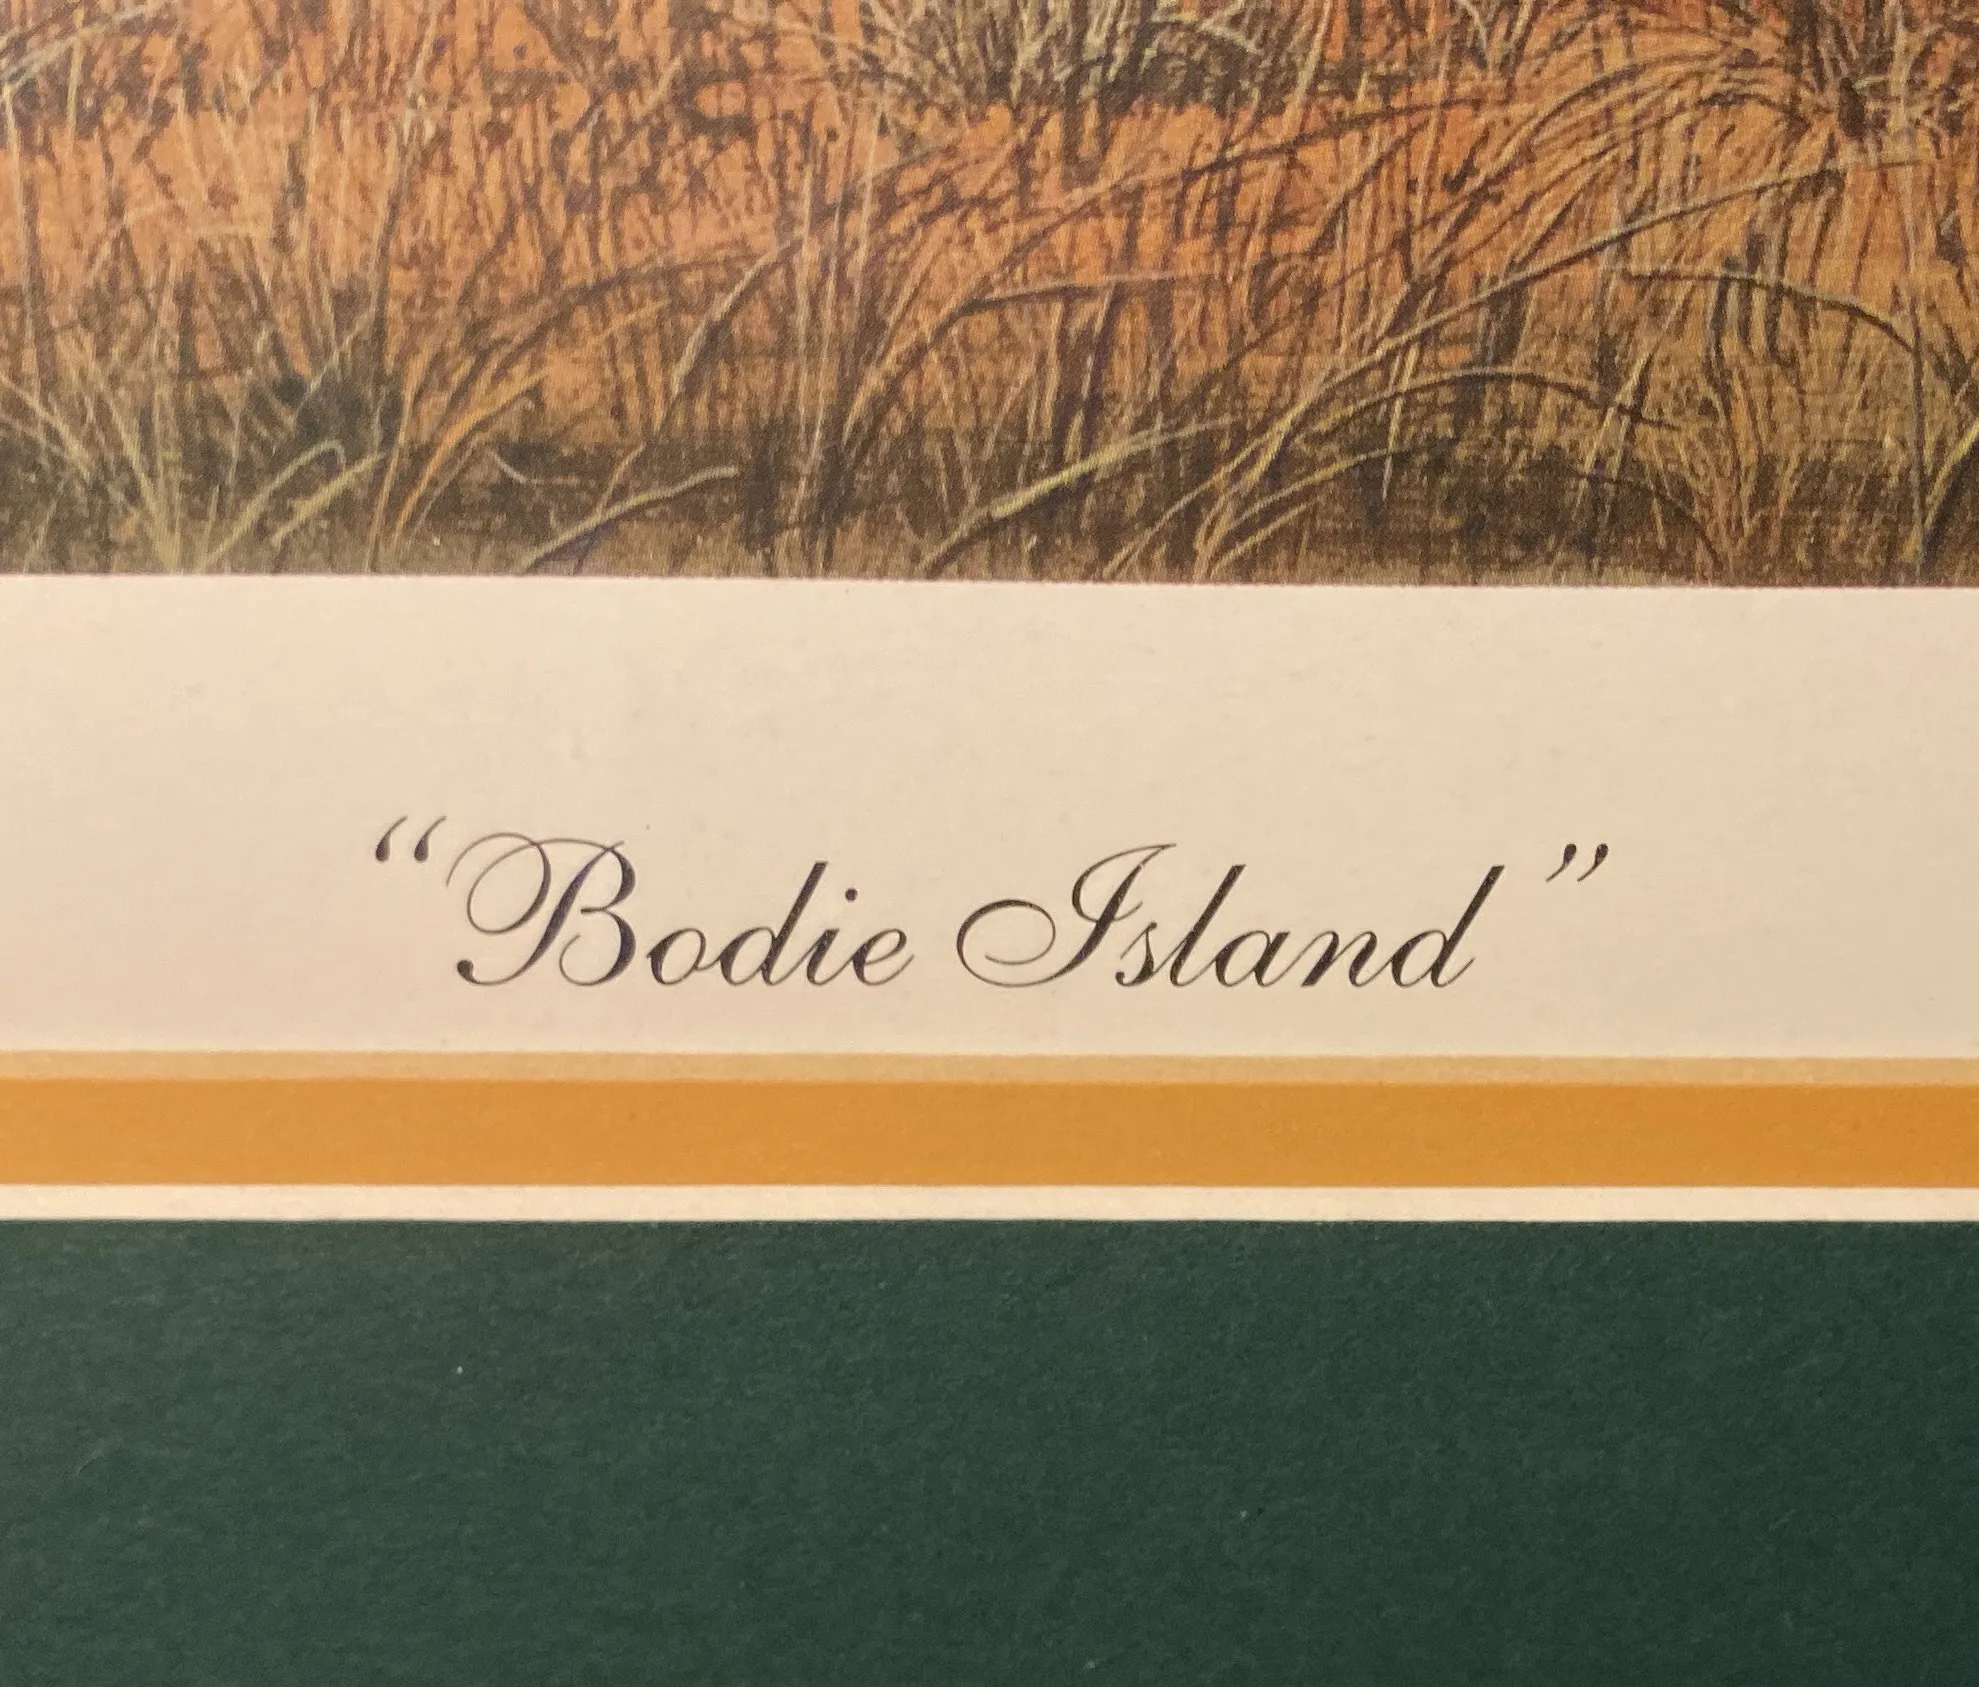 “Bodie Island”